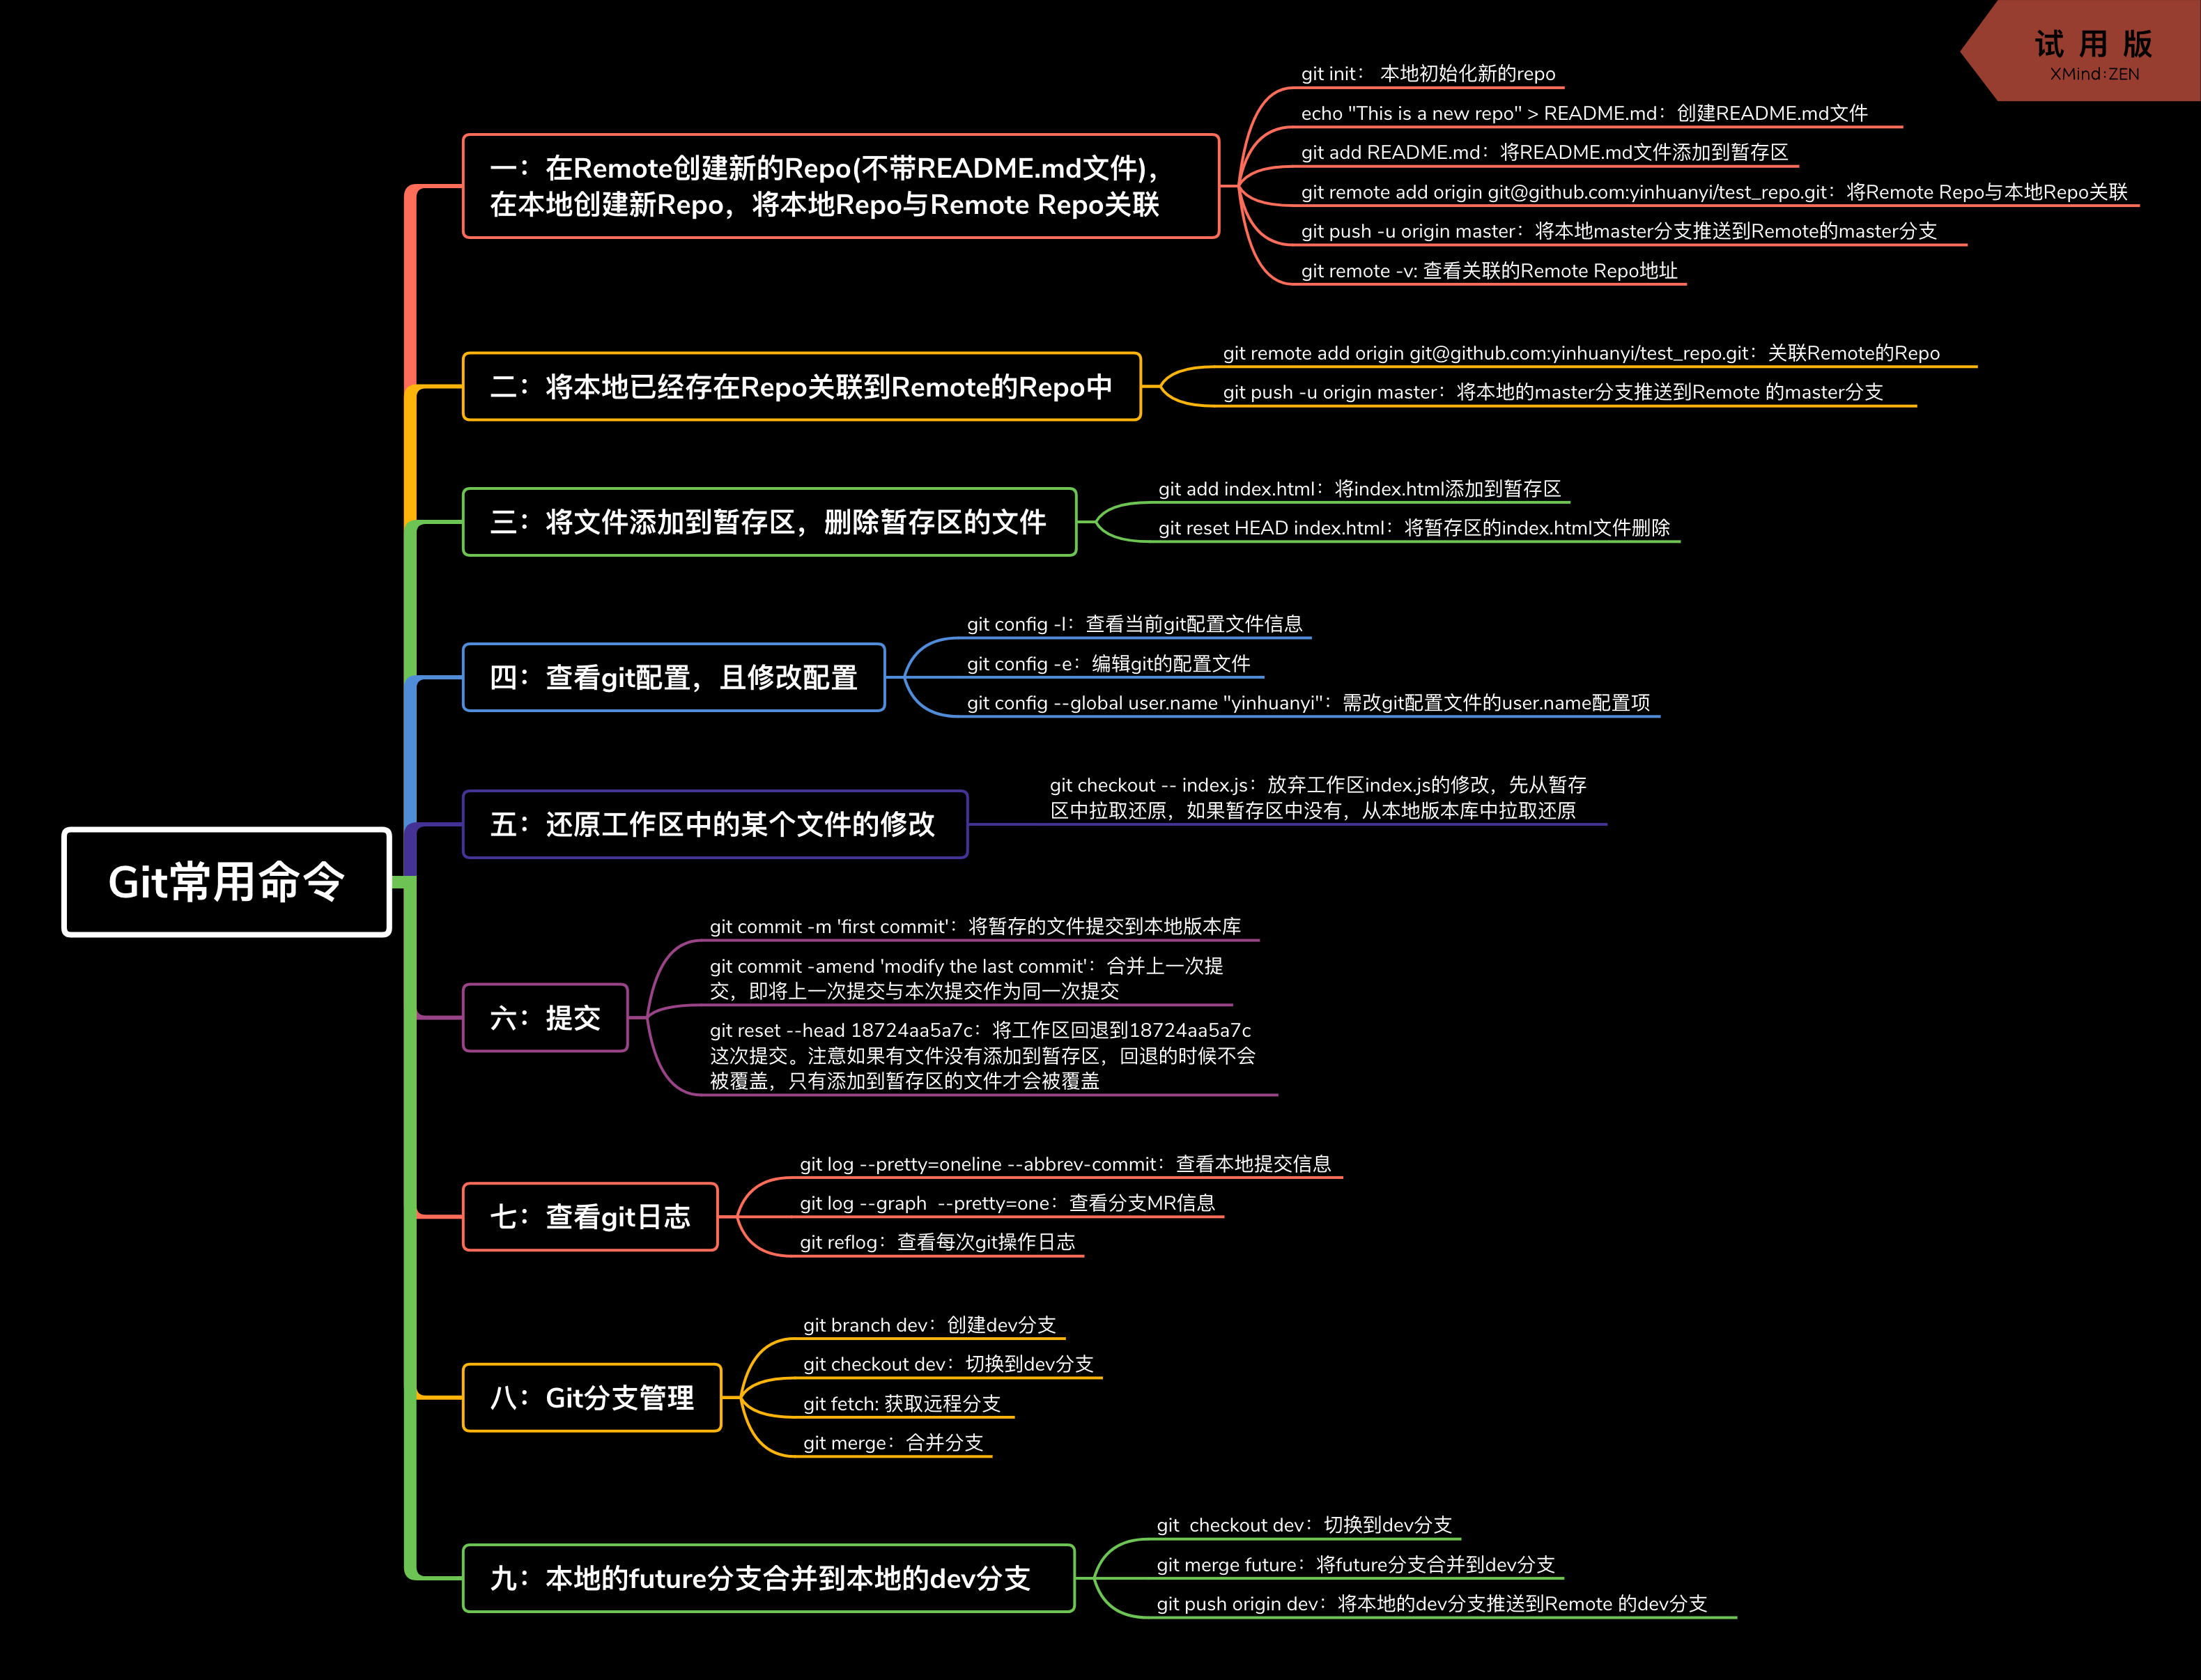 试用版
XMind:ZEN
Git常用命令
一：在Remote创建新的Repo(不带README.md文件)，
在本地创建新Repo，将本地Repo与Remote Repo关联
git init： 本地初始化新的repo
echo "This is a new repo" > README.md：创建README.md文件
git add README.md：将README.md文件添加到暂存区
git remote add origin git@github.com:yinhuanyi/test_repo.git：将Remote Repo与本地Repo关联
git push -u origin master：将本地master分支推送到Remote的master分支
git remote -v: 查看关联的Remote Repo地址
二：将本地已经存在Repo关联到Remote的Repo中
git remote add origin git@github.com:yinhuanyi/test_repo.git：关联Remote的Repo
git push -u origin master：将本地的master分支推送到Remote 的master分支
三：将文件添加到暂存区，删除暂存区的文件
git add index.html：将index.html添加到暂存区
git reset HEAD index.html：将暂存区的index.html文件删除
四：查看git配置，且修改配置
git config -l：查看当前git配置文件信息
git config -e：编辑git的配置文件
git config --global user.name "yinhuanyi"：需改git配置文件的user.name配置项
五：还原工作区中的某个文件的修改
git checkout -- index.js：放弃工作区index.js的修改，先从暂存
区中拉取还原，如果暂存区中没有，从本地版本库中拉取还原
六：提交
git commit -m 'first commit'：将暂存的文件提交到本地版本库
git commit -amend 'modify the last commit'：合并上一次提
交，即将上一次提交与本次提交作为同一次提交
git reset --head 18724aa5a7c：将工作区回退到18724aa5a7c
这次提交。注意如果有文件没有添加到暂存区，回退的时候不会
被覆盖，只有添加到暂存区的文件才会被覆盖
七：查看git日志
git log --pretty=oneline --abbrev-commit：查看本地提交信息
git log --graph  --pretty=one：查看分支MR信息
git reflog：查看每次git操作日志
八：Git分支管理
git branch dev：创建dev分支
git checkout dev：切换到dev分支
git fetch: 获取远程分支
git merge：合并分支
九：本地的future分支合并到本地的dev分支
git  checkout dev：切换到dev分支
git merge future：将future分支合并到dev分支
git push origin dev：将本地的dev分支推送到Remote 的dev分支